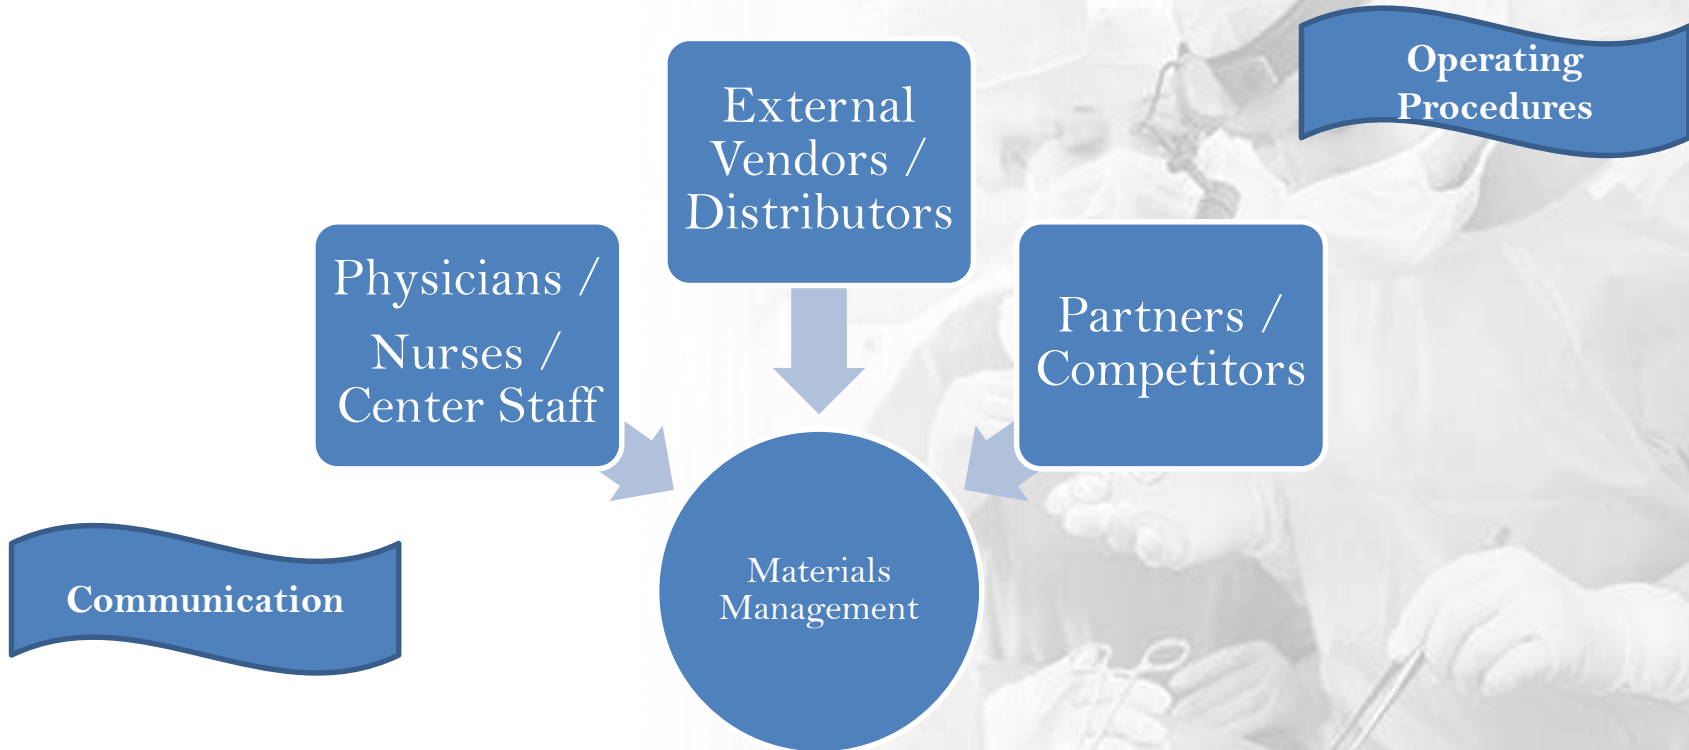 Operating
Procedures
External
Vendors /
Distributors
Physicians /
Nurses /
Center Staff
Partners /
Competitors
Materials
Management
Communication